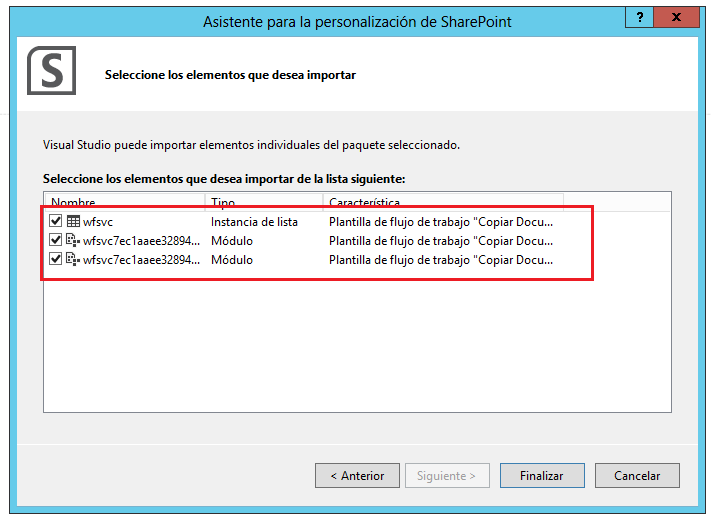 Asistente para la personalización de SharePoint
? x
S
Seleccione los elementos que desea importar
Visual Studio puede importar elementos individuales del paquete seleccionado.
Seleccione los elementos que desea importar de la lista siguiente:
Nombre Tipo Característica
wfsvc Instancia de lista Plantilla de flujo de trabajo "Copiar Docu...
wfsvc7ec1aaee32894... Módulo Plantilla de flujo de trabajo "Copiar Docu...
wfsvc7ec1aaee32894... Módulo Plantilla de flujo de trabajo "Copiar Docu...
< Anterior Siguiente > Finalizar Cancelar